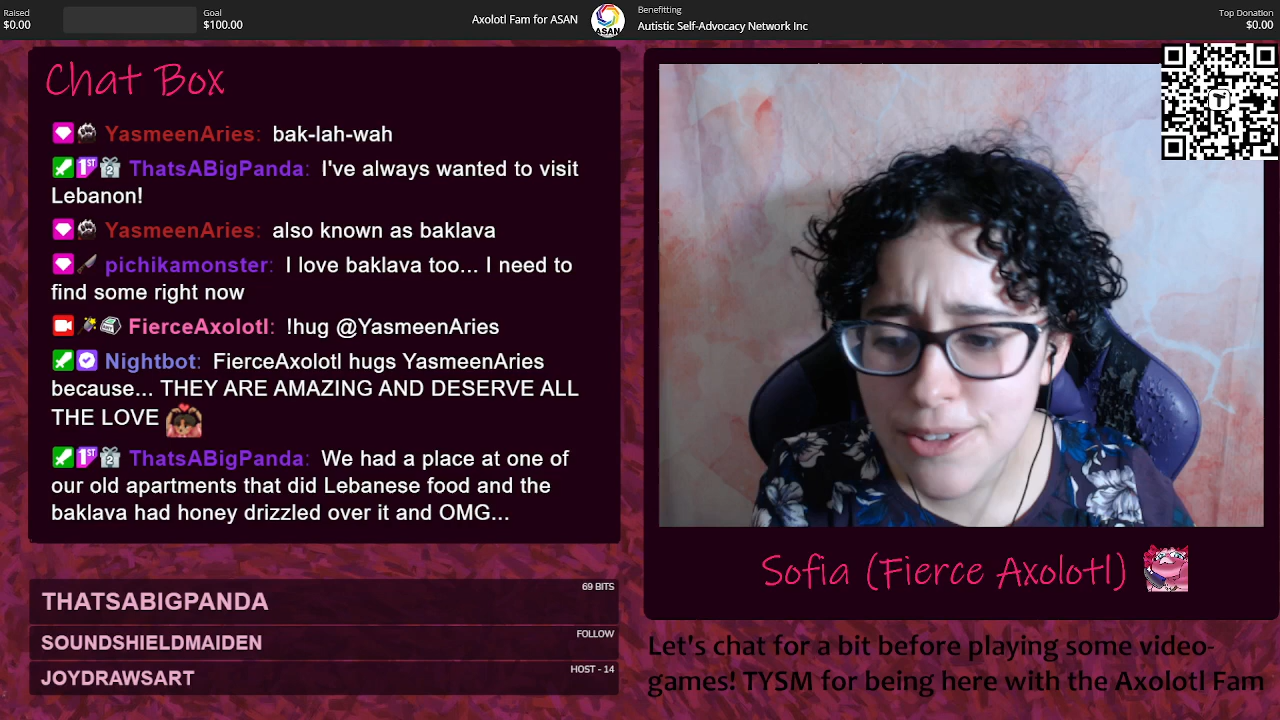 Raised
$0.00
Goal
$100.00
Axolotl Fam for ASAN
ASAN
Benefitting
Autistic Self-Advocacy Network Inc
Top Donation
$0.00
Chat Box
YasmeenAries: bak-lah-wah
1ST 2 ThatsABigPanda: I've always wanted to visit
Lebanon!
YasmeenAries: also known as baklava
pichikamonster: I love baklava too... I need to
find some right now
FierceAxolotl: !hug @YasmeenAries
Nightbot: FierceAxolotl hugs YasmeenAries
because... THEY ARE AMAZING AND DESERVE ALL
THE LOVE
1ST 2 ThatsABigPanda: We had a place at one of
our old apartments that did Lebanese food and the
baklava had honey drizzled over it and OMG...
THATSABIGPANDA
69 BITS
SOUNDSHIELDMAIDEN
FOLLOW
JOYDRAWSART
HOST - 14
T
Sofia (Fierce Axolotl)
Let's chat for a bit before playing some video-
games! TYSM for being here with the Axolotl Fam